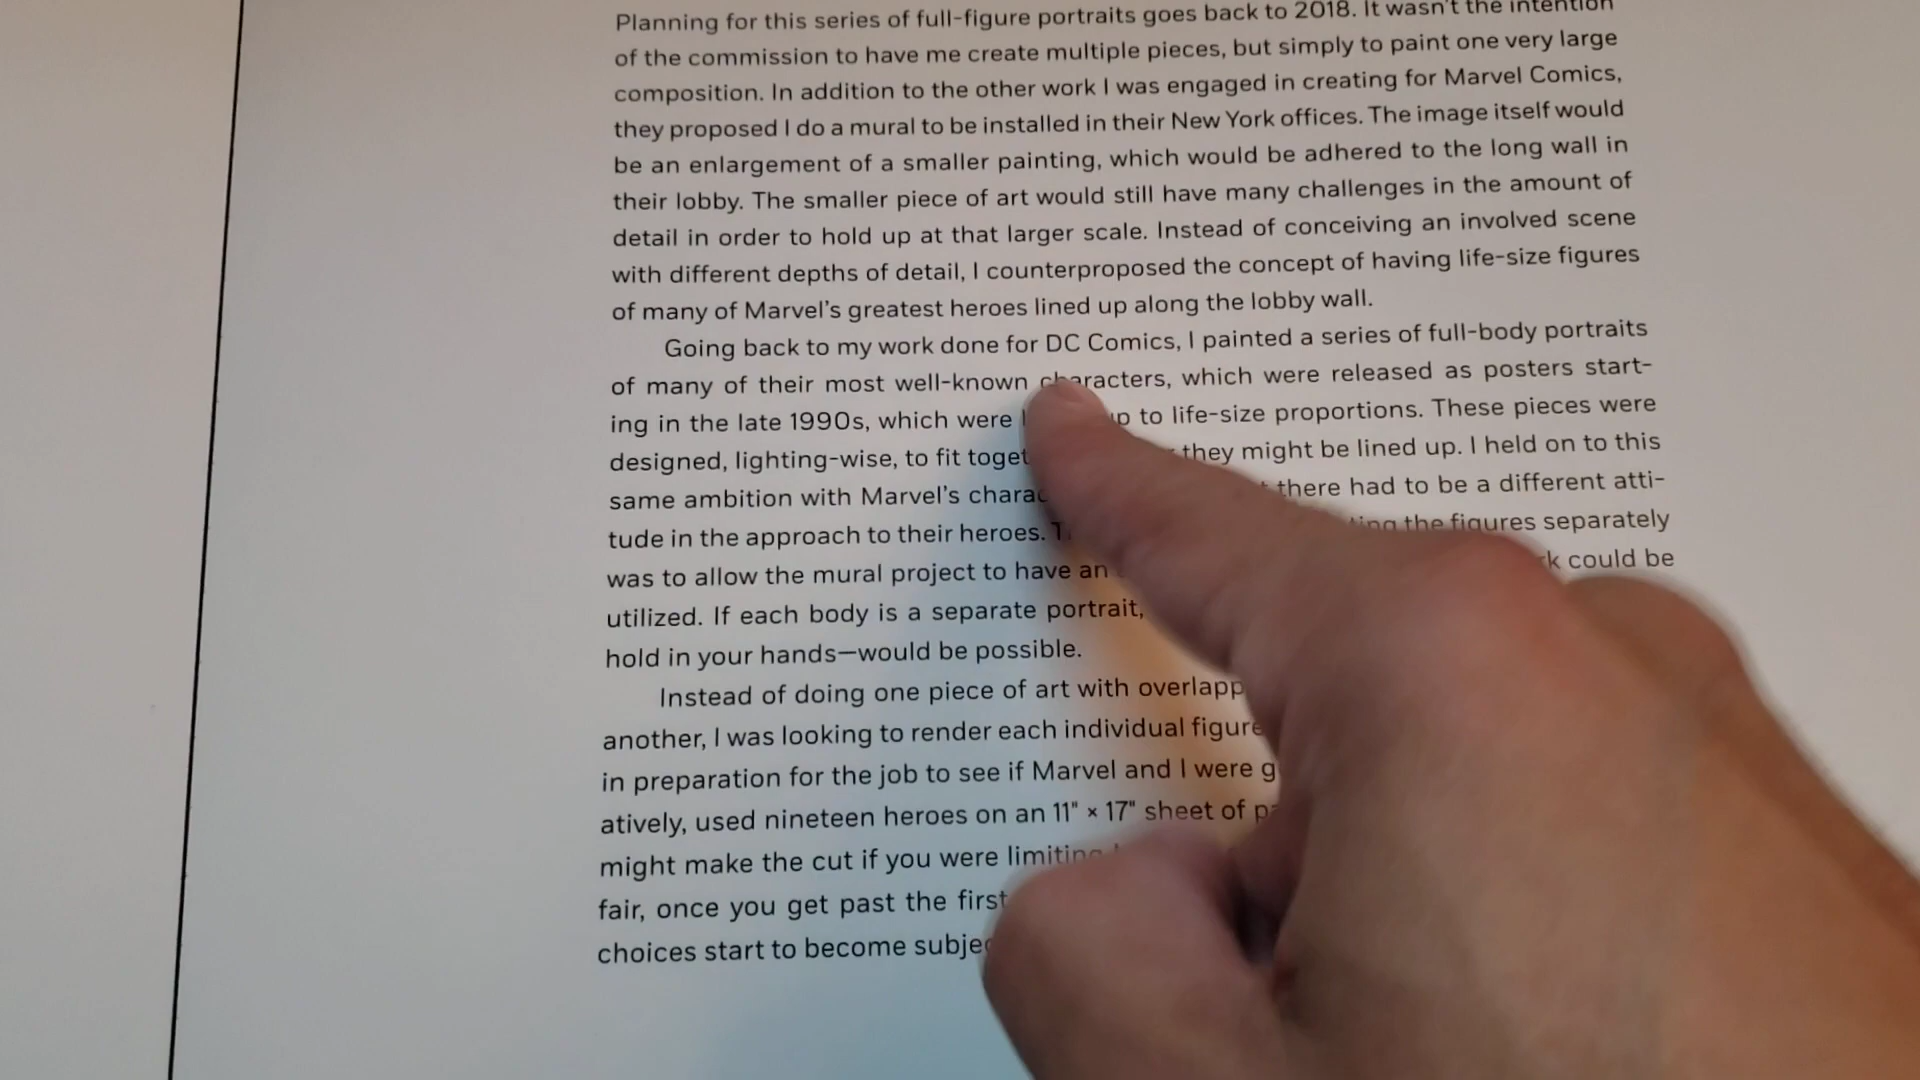 Planning for this series of full-figure portraits goes back to 2018. It wasn't the intention
of the commission to have me create multiple pieces, but simply to paint one very large
composition. In addition to the other work I was engaged in creating for Marvel Comics,
they proposed I do a mural to be installed in their New York offices. The image itself would
be an enlargement of a smaller painting, which would be adhered to the long wall in
their lobby. The smaller piece of art would still have many challenges in the amount of
detail in order to hold up at that larger scale. Instead of conceiving an involved scene
with different depths of detail, I counterproposed the concept of having life-size figures
of many of Marvel's greatest heroes lined up along the lobby wall.
Going back to my work done for DC Comics, I painted a series of full-body portraits
of many of their most well-known characters, which were released as posters start-
ing in the late 1990s, which were up to life-size proportions. These pieces were
designed, lighting-wise, to fit they might be lined up. I held on to this
same ambition with Marvel's there had to be a different atti-
tude in the approach to their heroes. the figures separately
was to allow the mural project to have an could be
utilized. If each body is a separate portrait,
hold in your hands—would be possible.
Instead of doing one piece of art with
another, I was looking to render each individual
in preparation for the job to see if Marvel and I were
atively, used nineteen heroes on an 11" × 17" sheet of
might make the cut if you were limiting
fair, once you get past the first
choices start to become